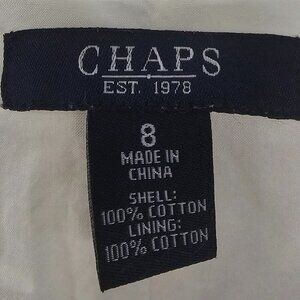 CHAPS
EST. 1978
8
MADE IN
CHINA
SHELL:
100% COTTON
LINING:
100% COTTON